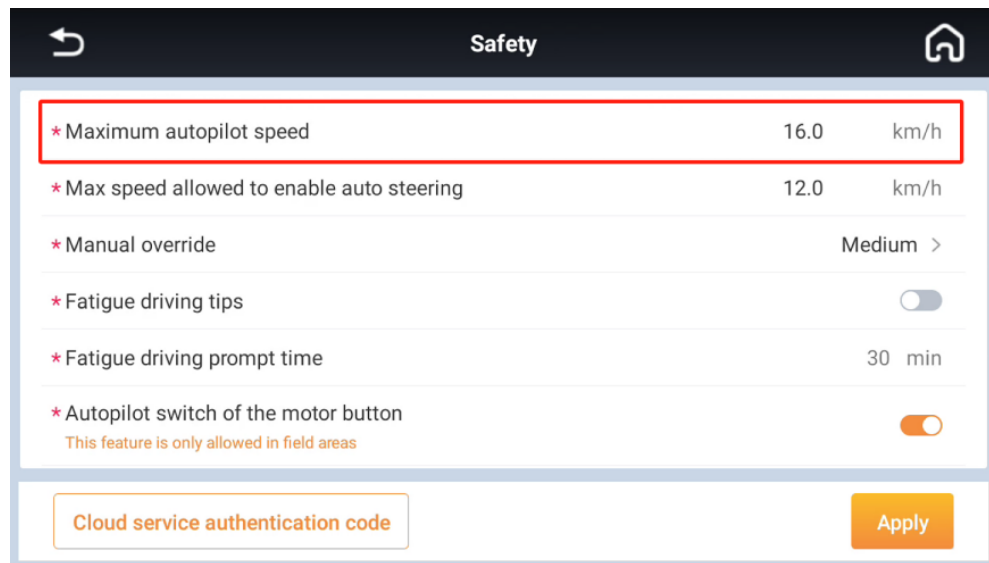 Safety
* Maximum autopilot speed 16.0 km/h
* Max speed allowed to enable auto steering 12.0 km/h
* Manual override Medium >
* Fatigue driving tips
* Fatigue driving prompt time 30 min
* Autopilot switch of the motor button
This feature is only allowed in field areas
Cloud service authentication code Apply